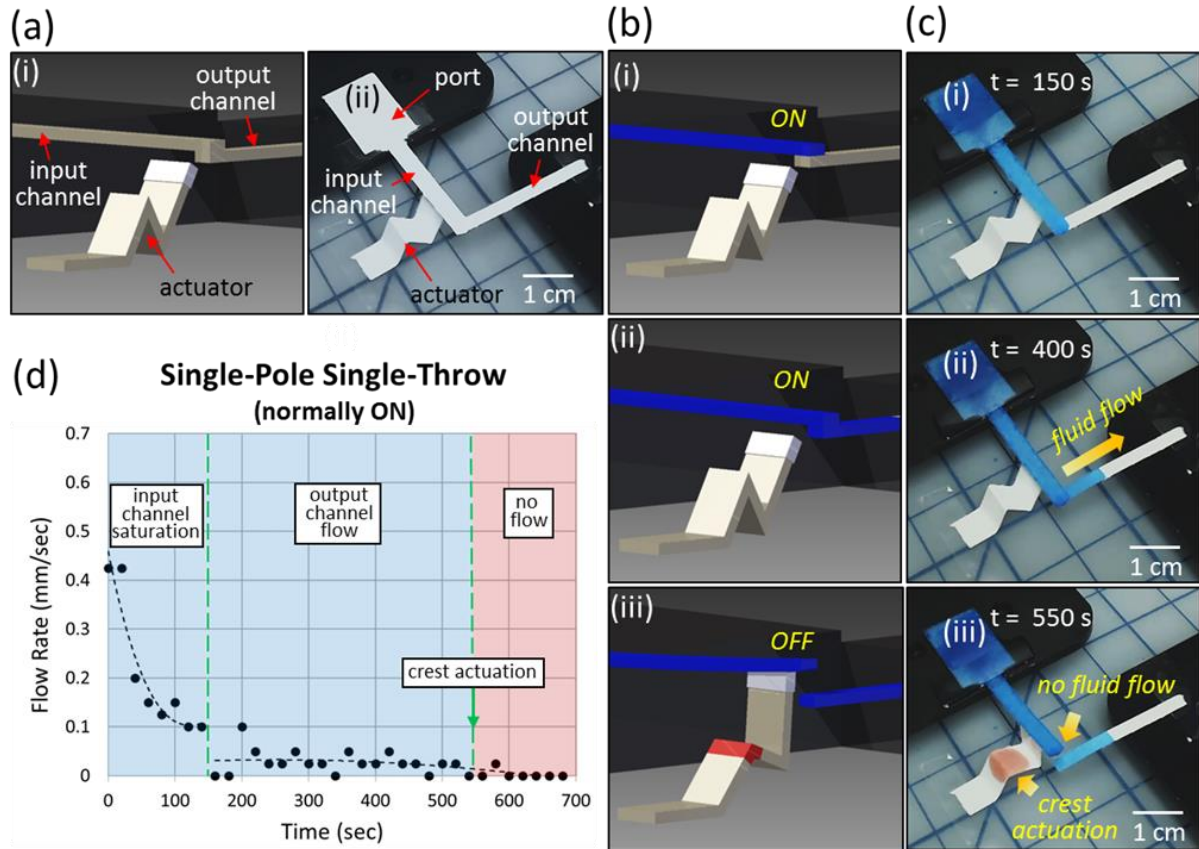 (a)
(i)
output
channel
input
channel
actuator
(ii)
port
output
channel
input
channel
actuator
1 cm
(b)
(i)
ON
(ii)
ON
(iii)
OFF
(c)
(i)
t = 150 s
1 cm
(ii)
t = 400 s
fluid flow
1 cm
(iii)
t = 550 s
no fluid flow
crest
actuation
1 cm
(d)
Single-Pole Single-Throw
(normally ON)
Flow Rate (mm/sec)
0.7
0.6
0.5
0.4
0.3
0.2
0.1
0
input
channel
saturation
output
channel
flow
no
flow
crest actuation
0 100 200 300 400 500 600 700
Time (sec)